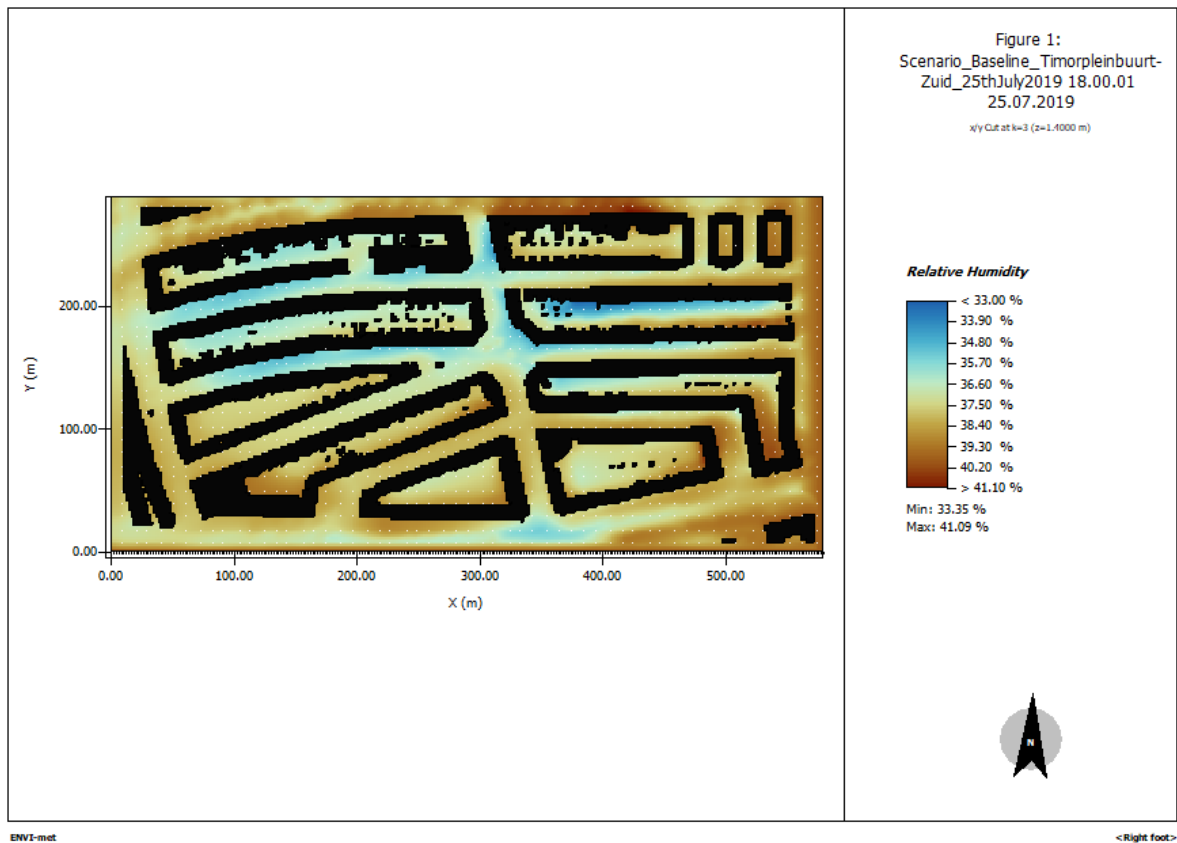 Figure 1:
Scenario_Baseline_Timorpleinbuurt-
Zuid_25thJuly2019 18.00.01
25.07.2019
x/y Cut at k=3 (z=1.4000 m)
Y (m)
200.00
100.00
0.00
0.00 100.00 200.00 300.00 400.00 500.00
X (m)
Relative Humidity
< 33.00 %
33.90 %
34.80 %
35.70 %
36.60 %
37.50 %
38.40 %
39.30 %
40.20 %
> 41.10 %
Min: 33.35 %
Max: 41.09 %
N
ENVI-met
<Right foot>